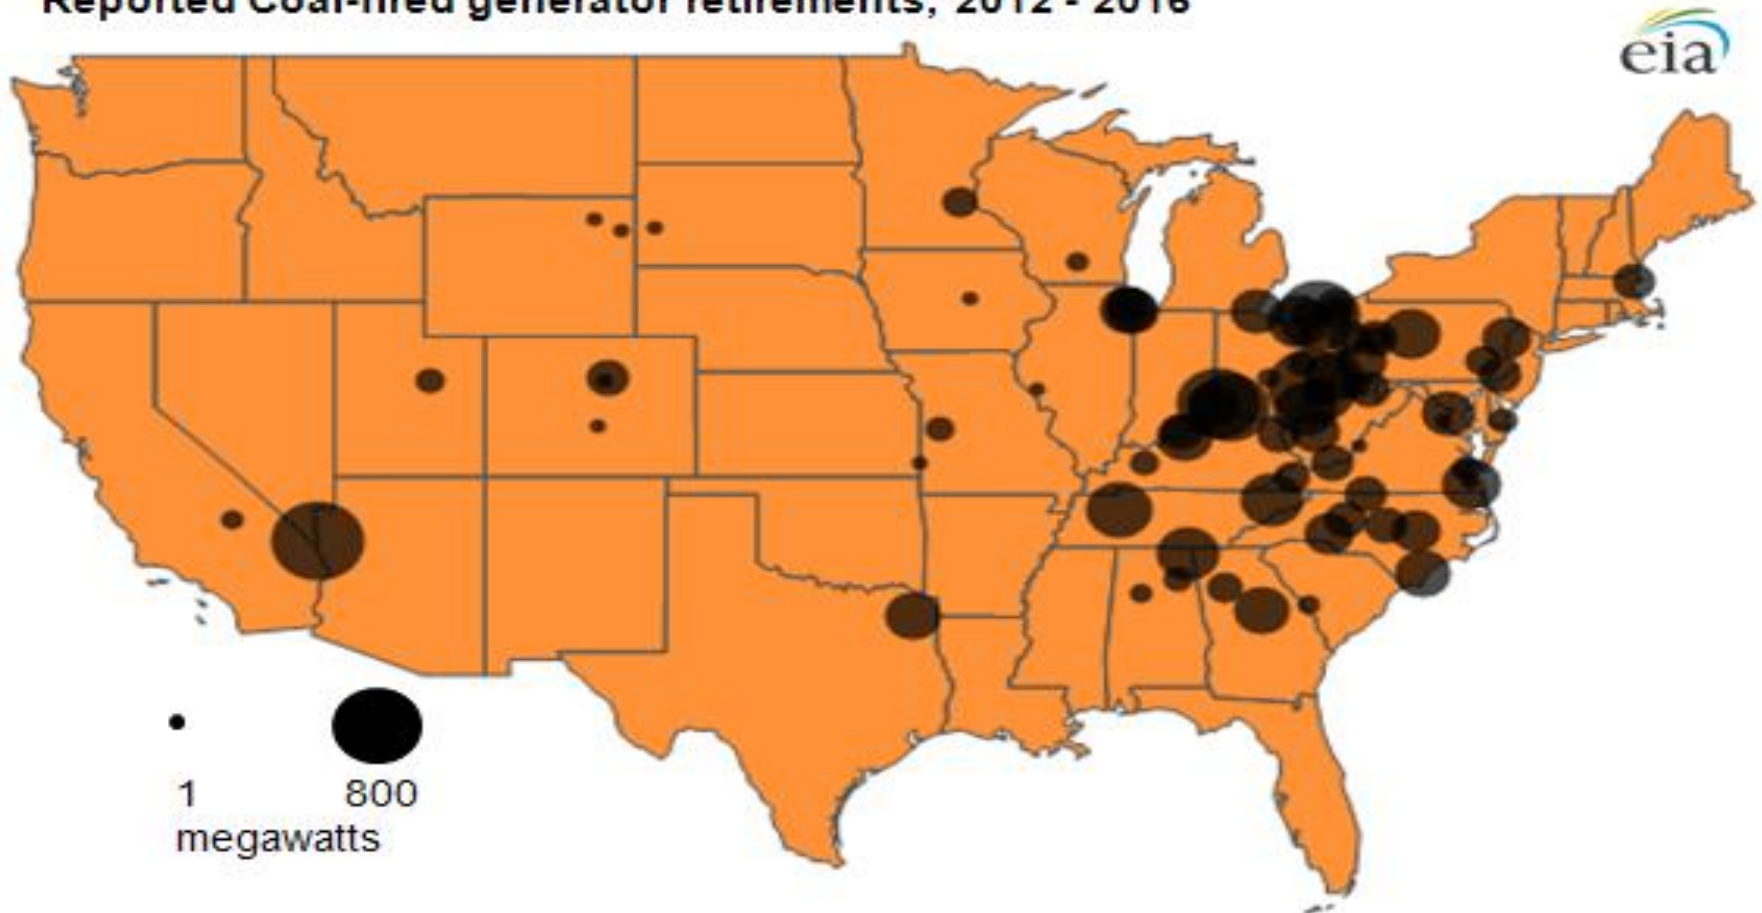 Reported Coal-fired generator retirements, 2012 - 2016
eia
1 800
megawatts